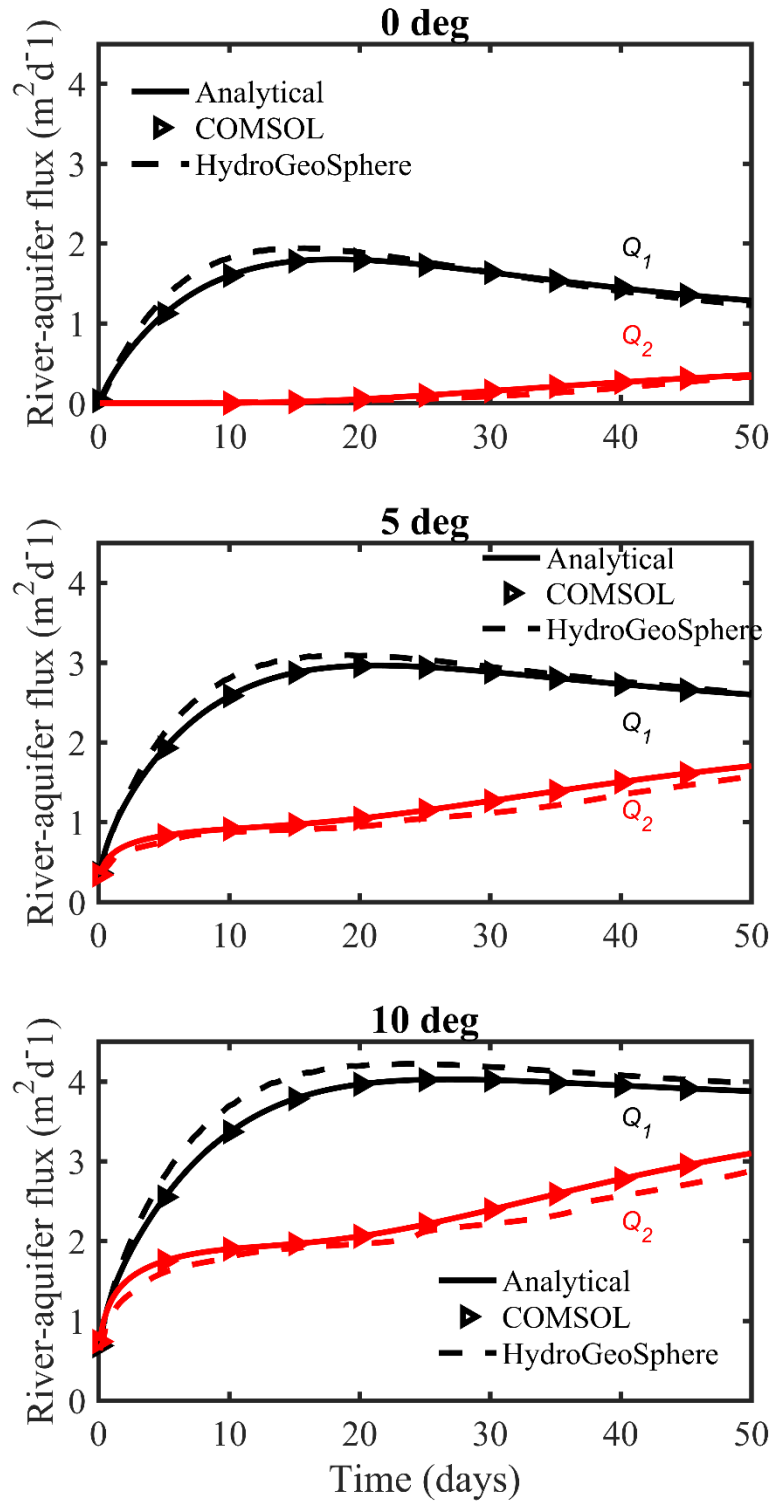 0 deg
River-aquifer flux (m²d⁻1)
4
3
2
1
0
Analytical
COMSOL
HydroGeoSphere
Q₁
Q₂
0 10 20 30 40 50
5 deg
River-aquifer flux (m²d⁻1)
4
3
2
1
0
Analytical
COMSOL
HydroGeoSphere
Q₁
Q₂
0 10 20 30 40 50
10 deg
River-aquifer flux (m²d⁻1)
4
3
2
1
0
Q₁
Q₂
Analytical
COMSOL
HydroGeoSphere
0 10 20 30 40 50
Time (days)